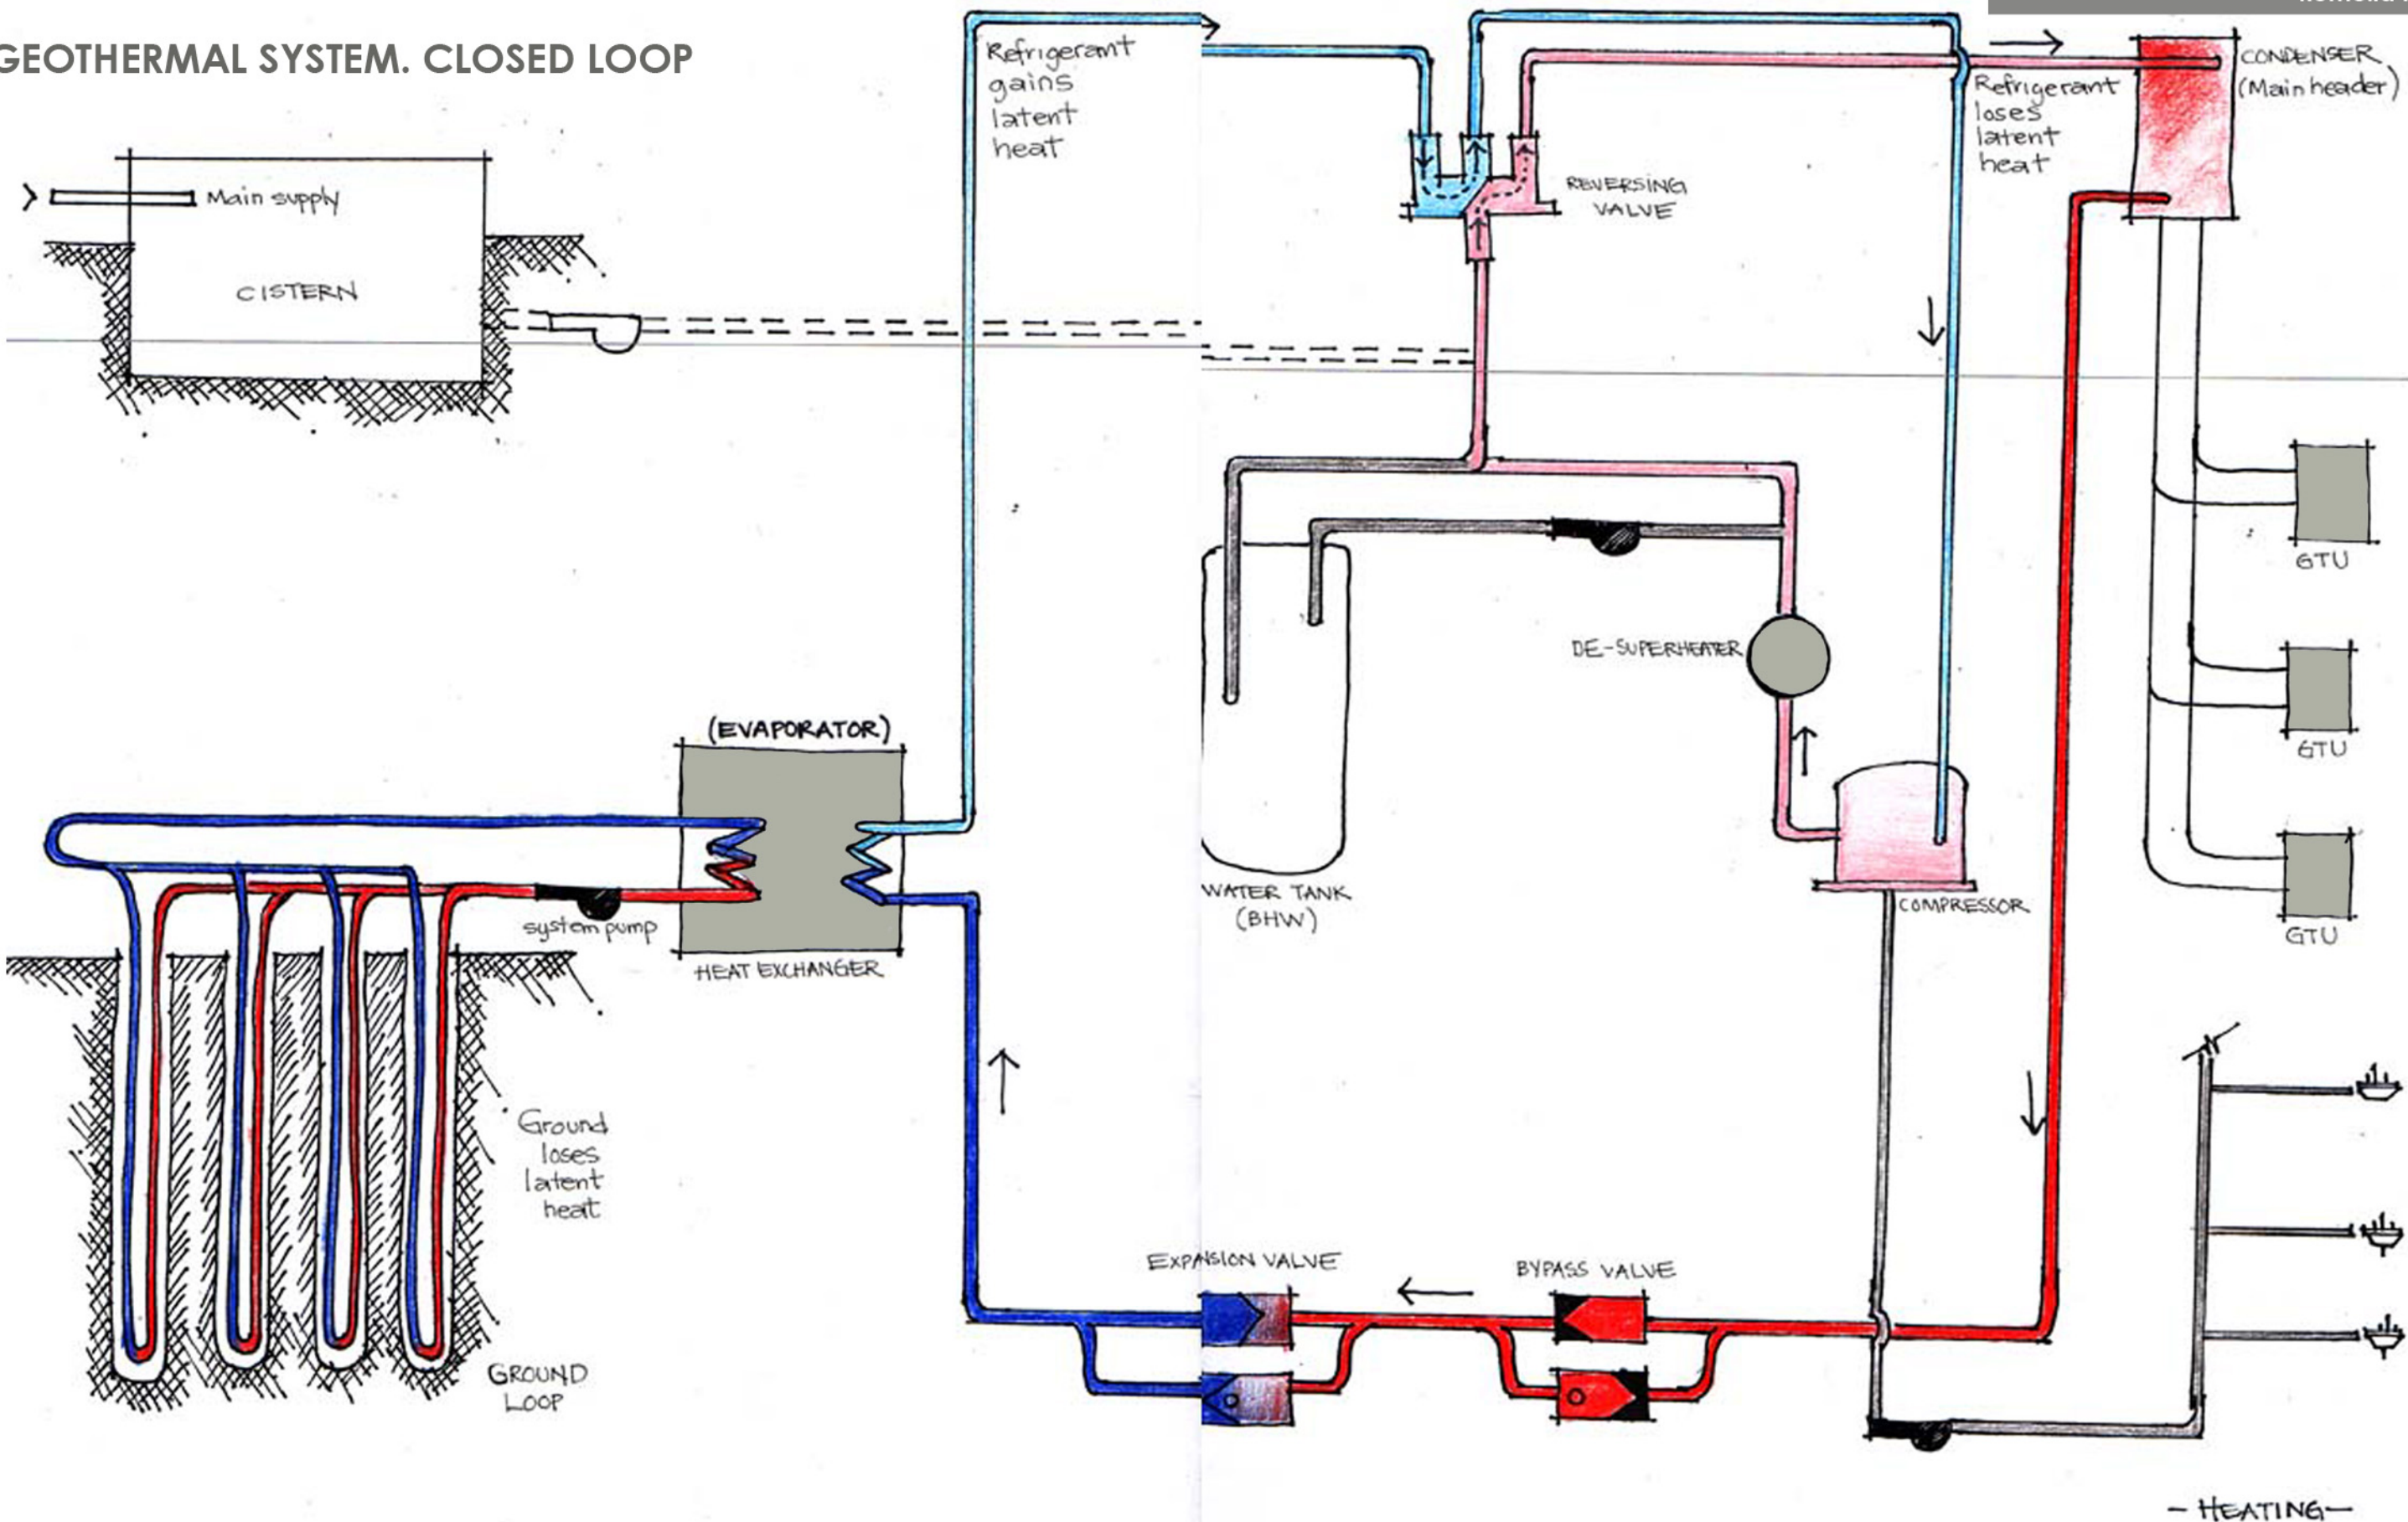 GEOTHERMAL SYSTEM. CLOSED LOOP
Refrigerant
gains
latent
heat
CONDENSER
(Main header)
Refrigerant
loses
latent
heat
Main supply
REVERSING
VALVE
CISTERN
GTU
DE-SUPERHEATER
(EVAPORATOR)
GTU
WATER TANK
(BHW)
COMPRESSOR
system pump
GTU
HEAT EXCHANGER
Ground
loses
latent
heat
EXPANSION VALVE
BYPASS VALVE
GROUND
LOOP
- HEATING -